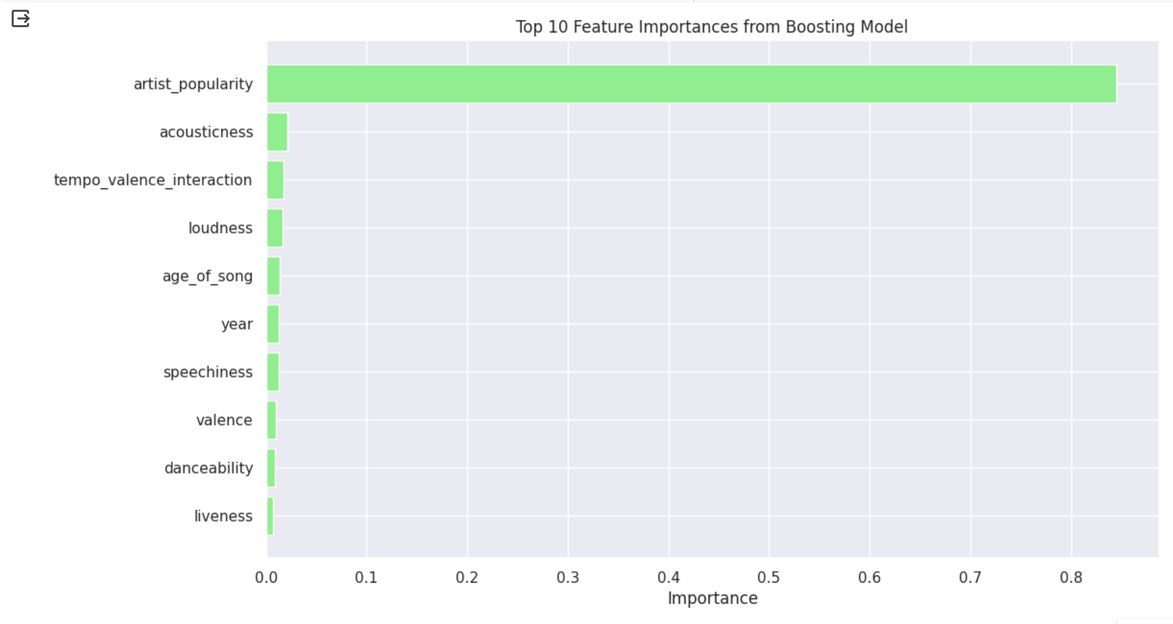 Top 10 Feature Importances from Boosting Model
artist_popularity
acousticness
tempo_valence_interaction
loudness
age_of_song
year
speechiness
valence
danceability
liveness
0.0 0.1 0.2 0.3 0.4 0.5 0.6 0.7 0.8
Importance